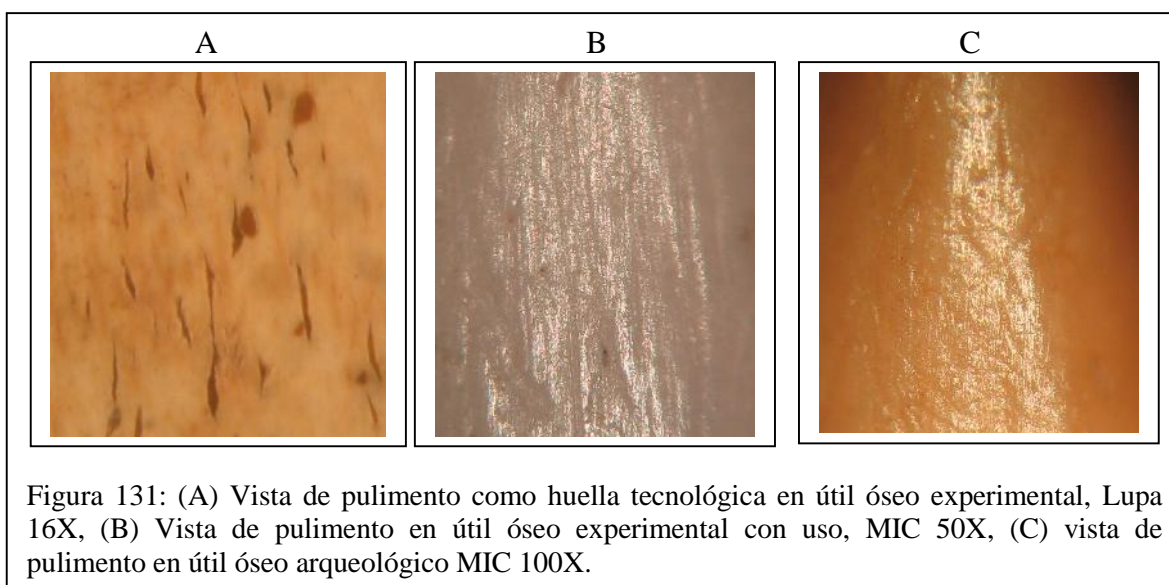 A B C
Figura 131: (A) Vista de pulimento como huella tecnológica en útil óseo experimental, Lupa
16X, (B) Vista de pulimento en útil óseo experimental con uso, MIC 50X, (C) vista de
pulimento en útil óseo arqueológico MIC 100X.